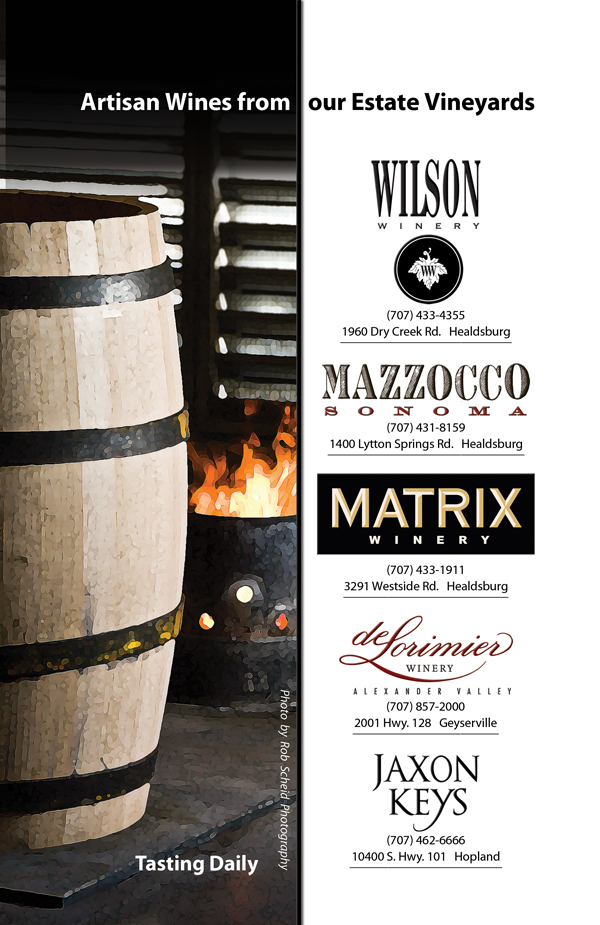 Artisan Wines from our Estate Vineyards
WILSON
WINERY
WW
(707) 433-4355
1960 Dry Creek Rd. Healdsburg
MAZZOCCO
SONOMA
(707) 431-8159
1400 Lytton Springs Rd. Healdsburg
MATRIX
WINERY
(707) 433-1911
3291 Westside Rd. Healdsburg
deLorimier
WINERY
ALEXANDER VALLEY
(707) 857-2000
2001 Hwy. 128 Geyserville
JAXON
KEYS
(707) 462-6666
10400 S. Hwy. 101 Hopland
Photo by Rob Scheid Photography
Tasting Daily